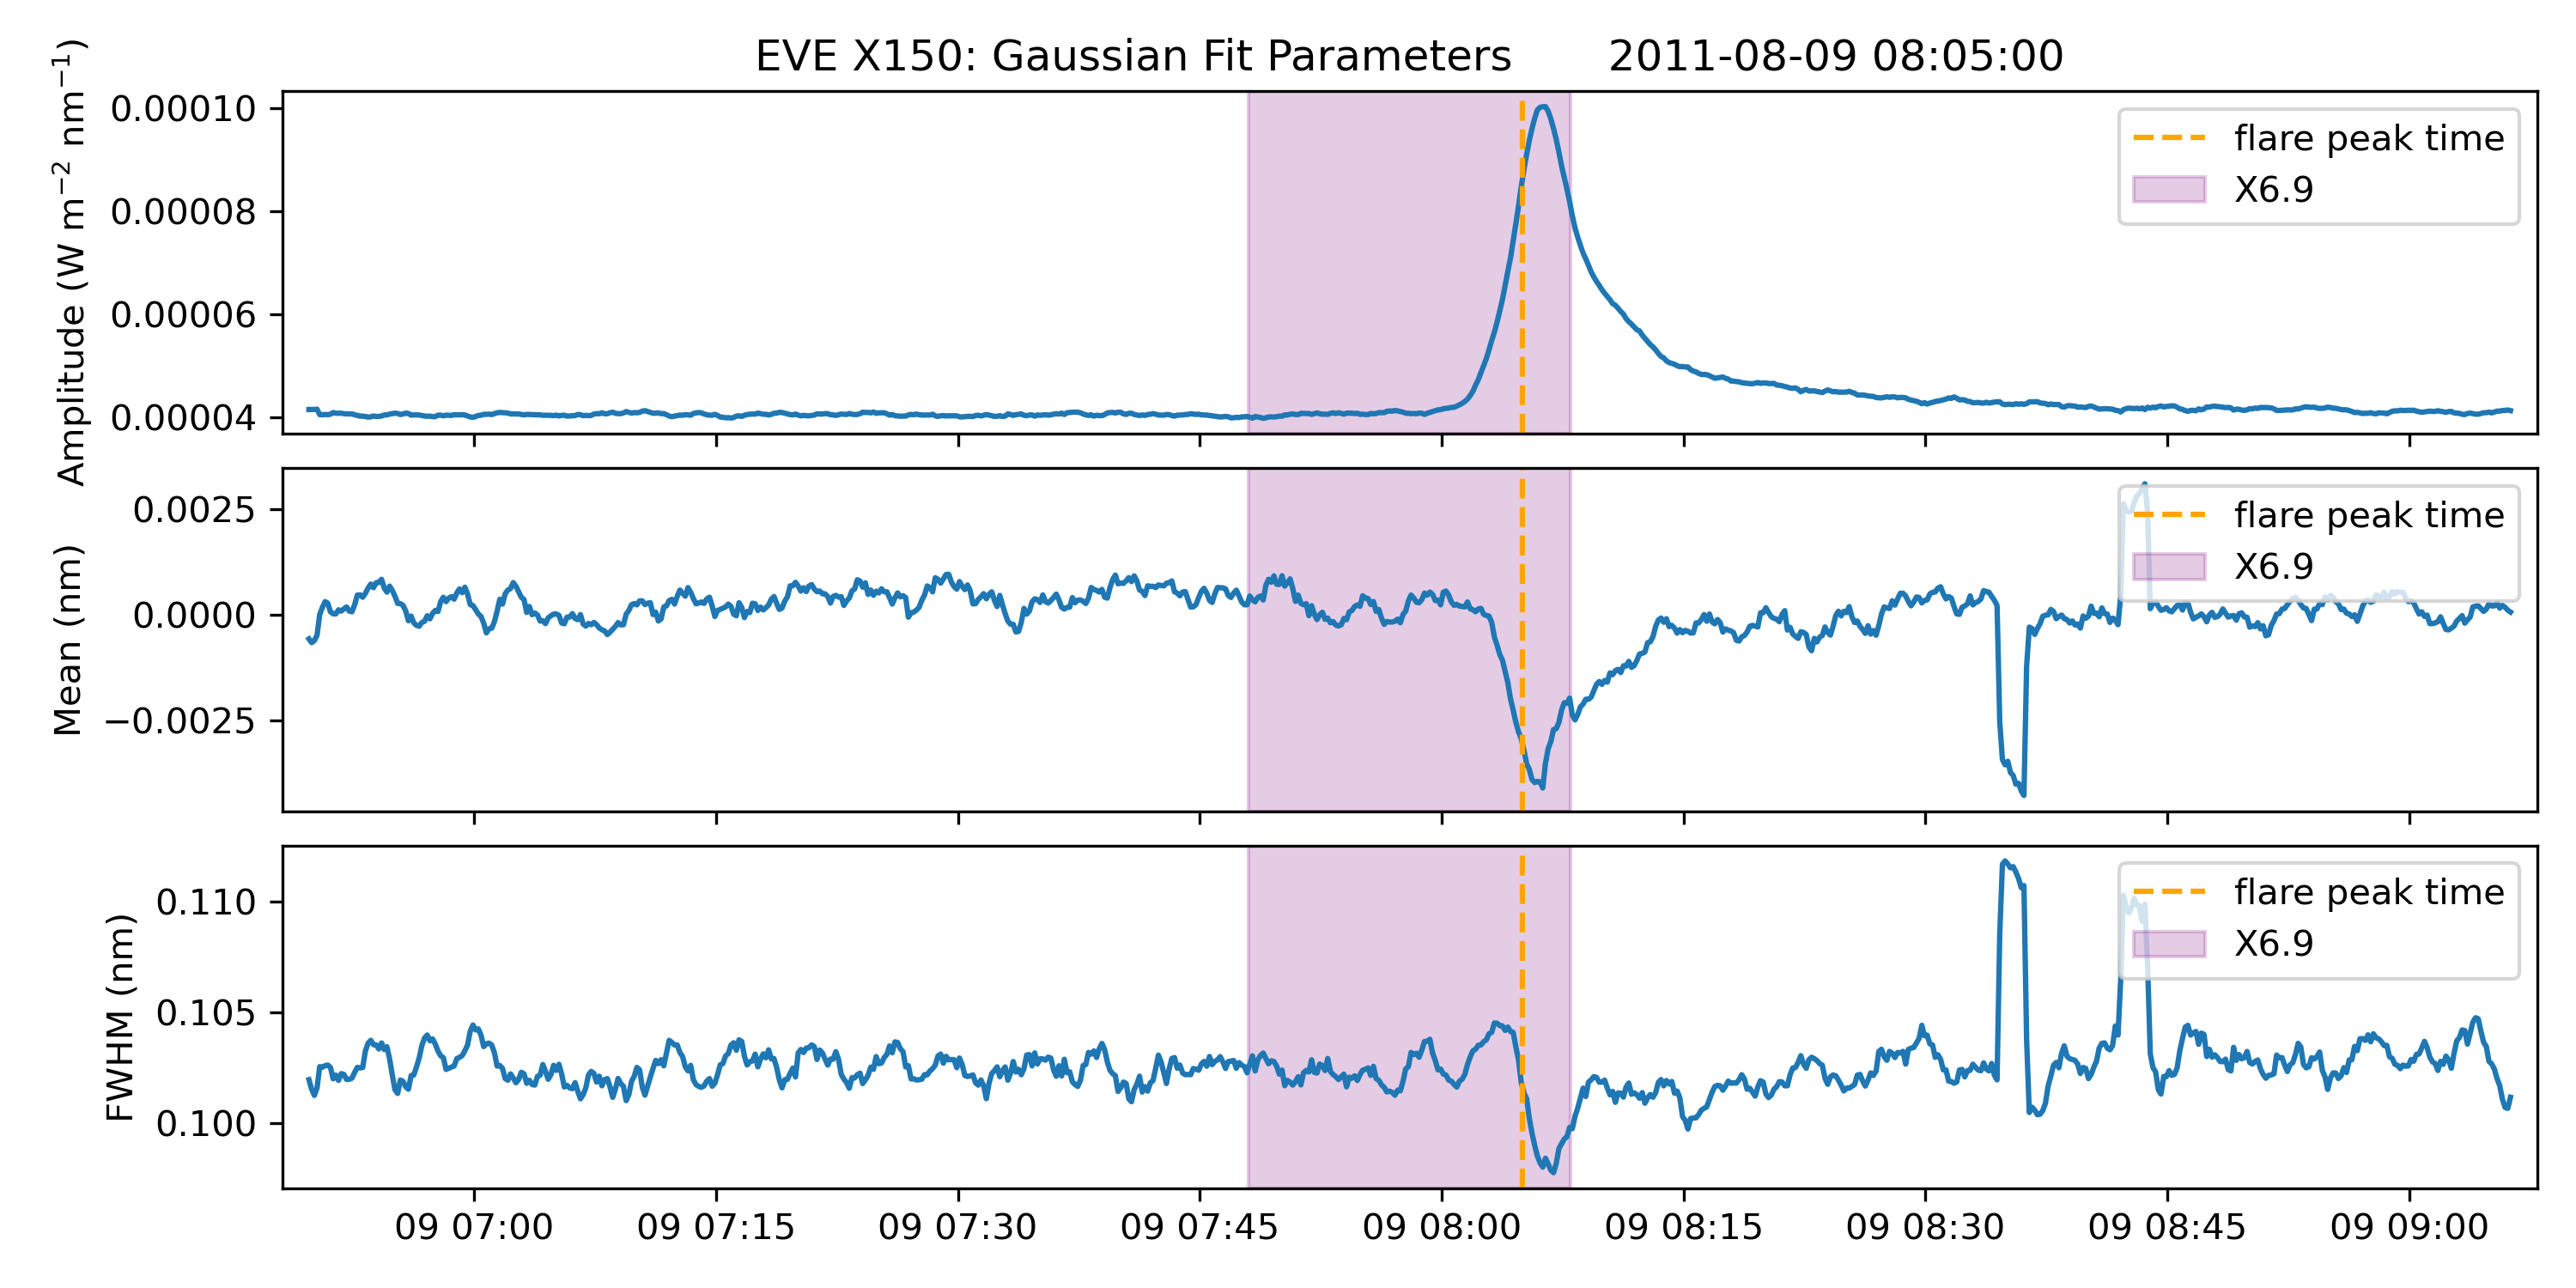 EVE X150: Gaussian Fit Parameters 2011-08-09 08:05:00
Amplitude (W m⁻² nm⁻¹)
0.00010
0.00008
0.00006
0.00004
flare peak time
X6.9
Mean (nm)
0.0025
0.0000
−0.0025
flare peak time
X6.9
FWHM (nm)
0.110
0.105
0.100
flare peak time
X6.9
09 07:00 09 07:15 09 07:30 09 07:45 09 08:00 09 08:15 09 08:30 09 08:45 09 09:00